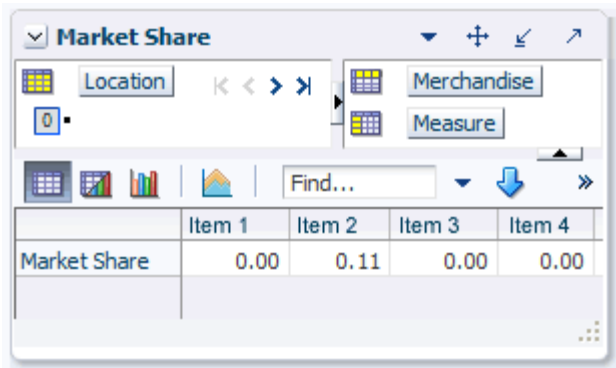 Market Share
Location
Merchandise
0
Measure
Find...
Item 1 Item 2 Item 3 Item 4
Market Share 0.00 0.11 0.00 0.00